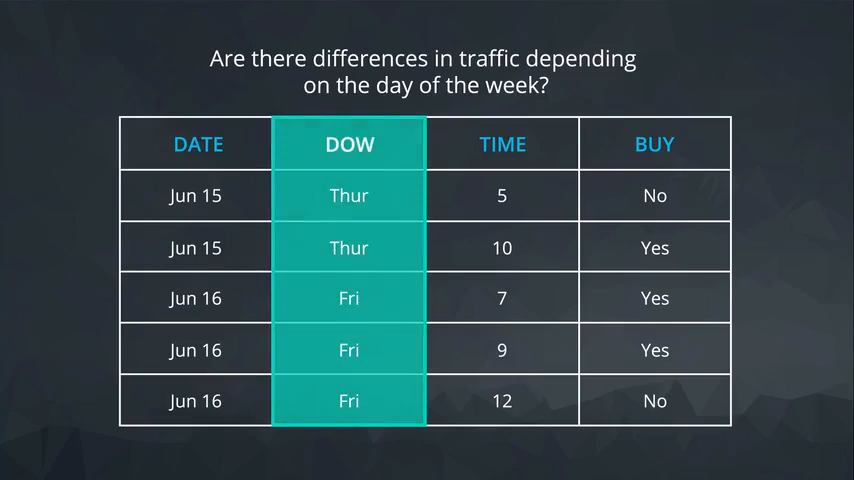 Are there differences in traffic depending
on the day of the week?
DATE DOW TIME BUY
Jun 15 Thur 5 No
Jun 15 Thur 10 Yes
Jun 16 Fri 7 Yes
Jun 16 Fri 9 Yes
Jun 16 Fri 12 No